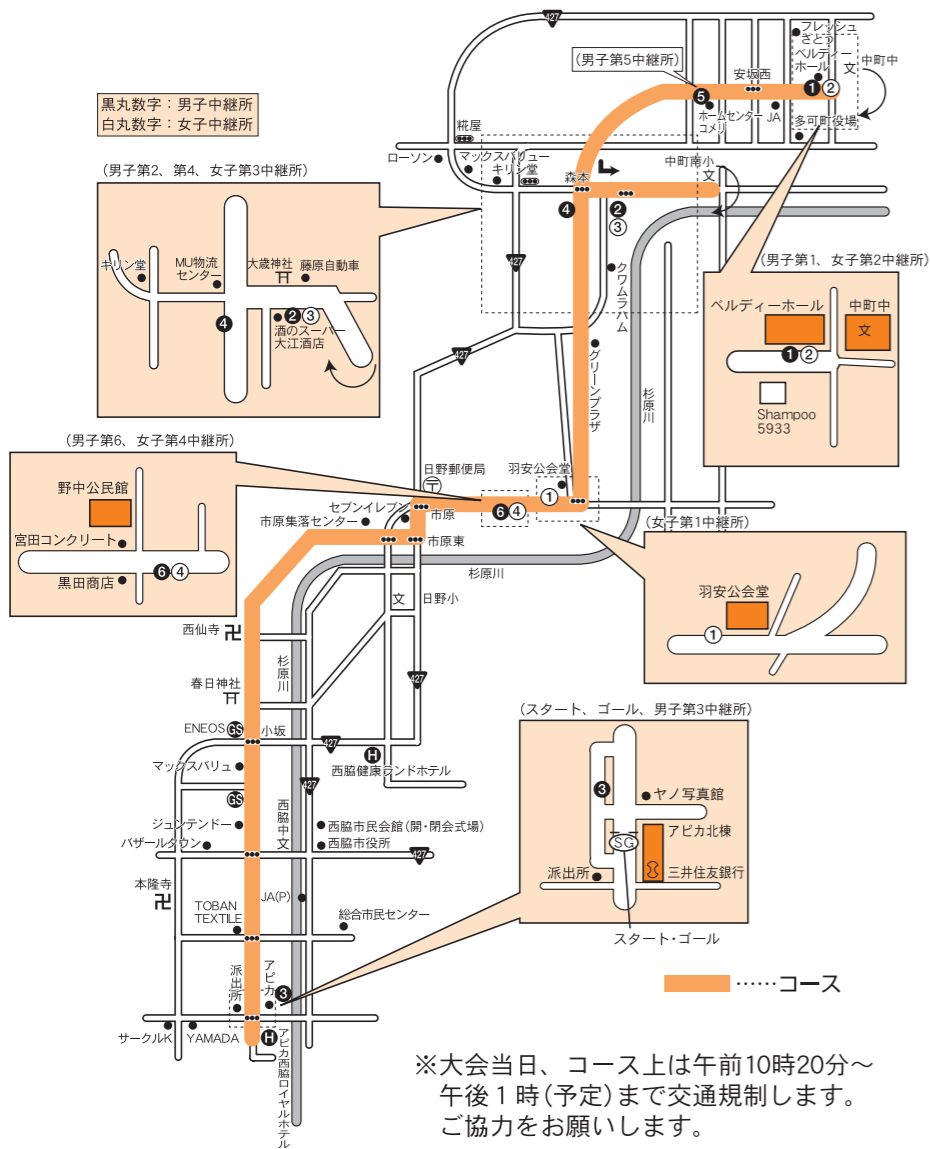 427
フレッシュ
さとう
ベルディー
ホール
文
中町中
(男子第5中継所)
安坂西
❶②
❺
ホームセンター
コメリ
JA
多可町役場
黒丸数字：男子中継所
白丸数字：女子中継所
糀屋
ローソン
マックスバリュー
キリン堂
森本
中町南小
文
❹
❷
③
(男子第2、第4、女子第3中継所)
キリン堂
MU物流
センター
大歳神社
藤原自動車
❹
❷③
酒のスーパー
大江酒店
427
クワムラハム
グリーンプラザ
杉原川
(男子第1、女子第2中継所)
ベルディーホール
中町中
文
❶②
Shampoo
5933
427
(男子第6、女子第4中継所)
野中公民館
宮田コンクリート
黒田商店
❻④
日野郵便局
〒
羽安公会堂
①
セブンイレブン
市原
❻④
市原集落センター
市原東
杉原川
(女子第1中継所)
羽安公会堂
①
文
日野小
西仙寺
卍
杉原川
春日神社
427
ENEOS
GS
小坂
427
H
西脇健康ランドホテル
マックスバリュ
GS
427
ジュンテンドー
バザールタウン
西脇中
文
西脇市民会館(開・閉会式場)
西脇市役所
427
(スタート、ゴール、男子第3中継所)
❸
ヤノ写真館
アピカ北棟
SG
派出所
三井住友銀行
スタート・ゴール
本隆寺
卍
JA(P)
TOBAN
TEXTILE
総合市民センター
派出所
アピカ
❸
サークルK
YAMADA
H
アピカ西脇ロイヤルホテル
……コース
※大会当日、コース上は午前10時20分～
午後１時(予定)まで交通規制します。
ご協力をお願いします。